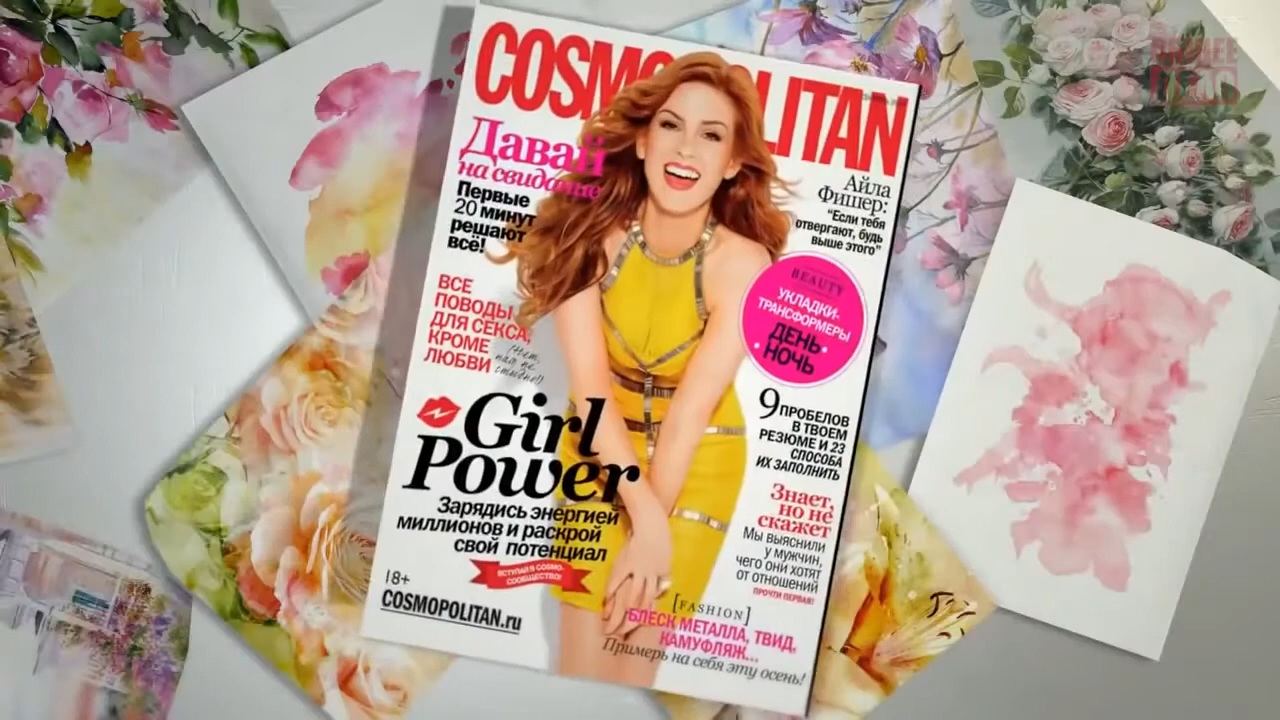 COSMOPOLITAN
Давай
на свидание
Первые
20 минут
решают
всё!
Айла
Фишер:
"Если тебя
отвергают, будь
выше этого"
ВСЕ
ПОВОДЫ
ДЛЯ СЕКСА,
КРОМЕ
ЛЮБВИ
BEAUTY
УКЛАДКИ-
ТРАНСФОРМЕРЫ
ДЕНЬ•
•НОЧЬ
Girl
Power
Зарядись энергией
миллионов и раскрой
свой потенциал
ВСТУПАЙ В COSMO-
СООБЩЕСТВО!
18+
COSMOPOLITAN.ru
9 ПРОБЕЛОВ
В ТВОЕМ
РЕЗЮМЕ И 23
СПОСОБА
ИХ ЗАПОЛНИТЬ
Знает,
но не
скажет
Мы выяснили
у мужчин,
чего они хотят
от отношений
ПРОЧТИ ПЕРВАЯ!
[FASHION]
БЛЕСК МЕТАЛЛА, ТВИД,
КАМУФЛЯЖ...
Примерь на себя эту осень!